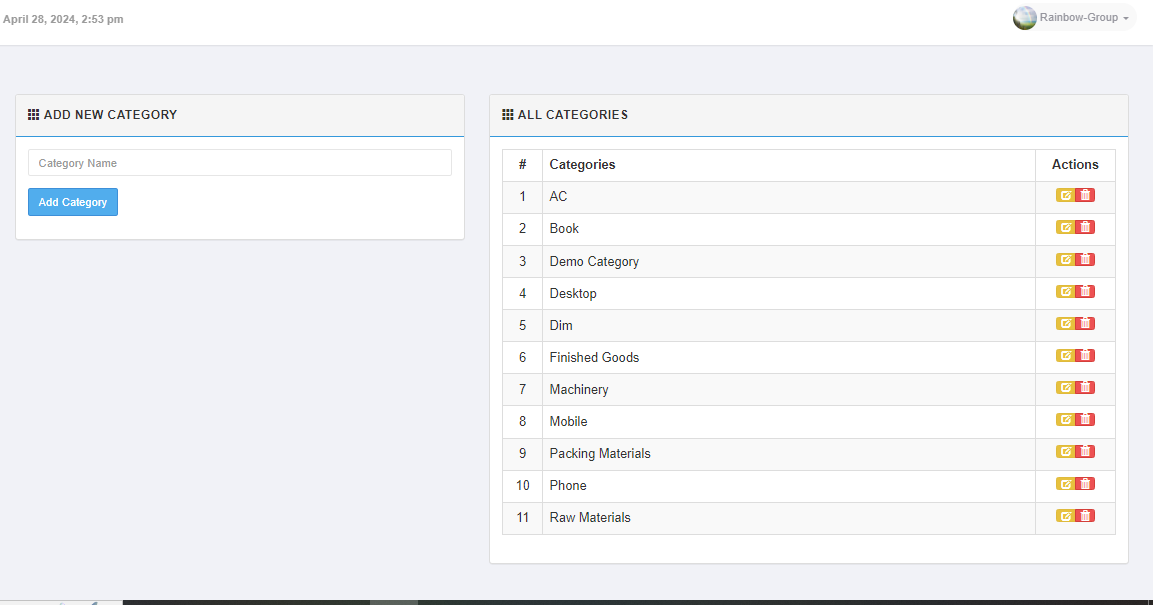 April 28, 2024, 2:53 pm
Rainbow-Group
ADD NEW CATEGORY
Category Name
Add Category
ALL CATEGORIES
# Categories Actions
1 AC
2 Book
3 Demo Category
4 Desktop
5 Dim
6 Finished Goods
7 Machinery
8 Mobile
9 Packing Materials
10 Phone
11 Raw Materials